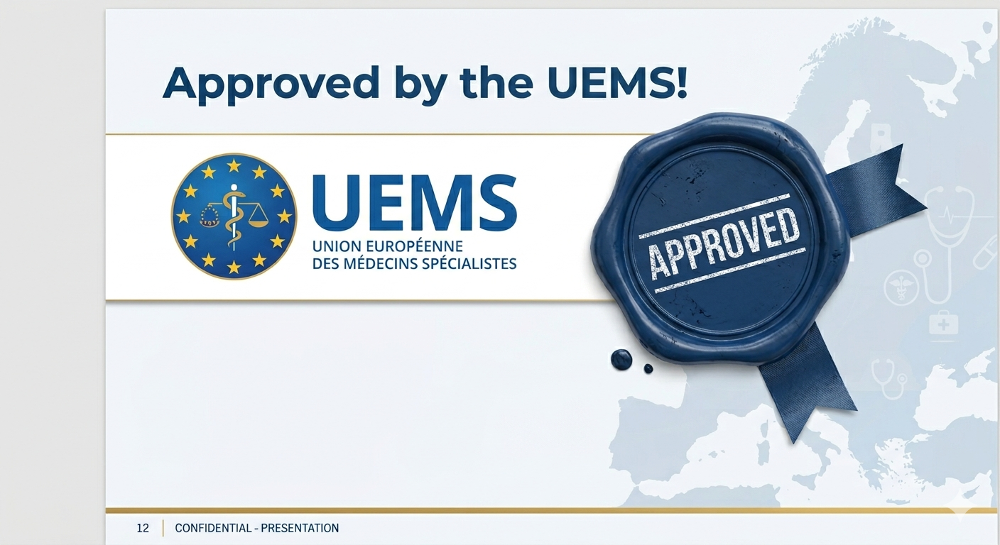 Approved by the UEMS!
UEMS
UNION EUROPÉENNE
DES MÉDECINS SPÉCIALISTES
APPROVED
12
CONFIDENTIAL - PRESENTATION